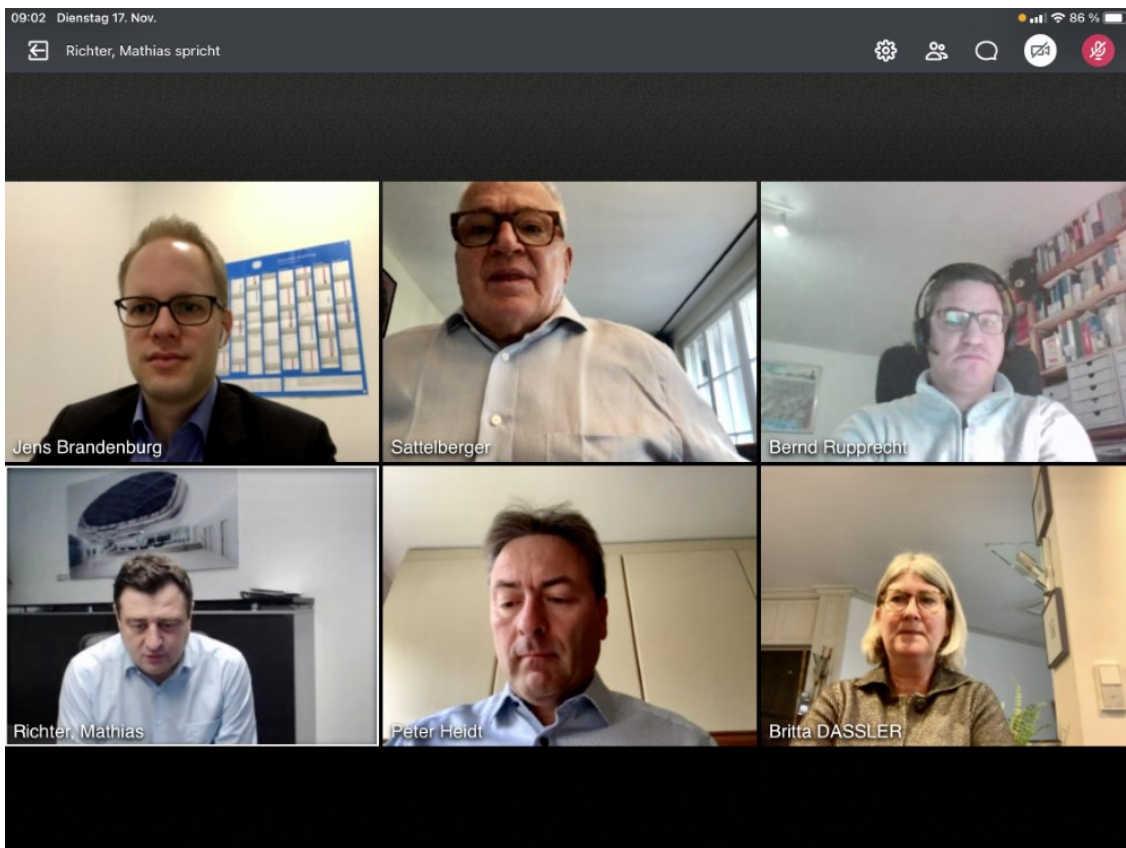 09:02 Dienstag 17. Nov.
86 %
Richter, Mathias spricht
Jens Brandenburg
Sattelberger
Bernd Rupprecht
Richter, Mathias
Peter Heidt
Britta DASSLER